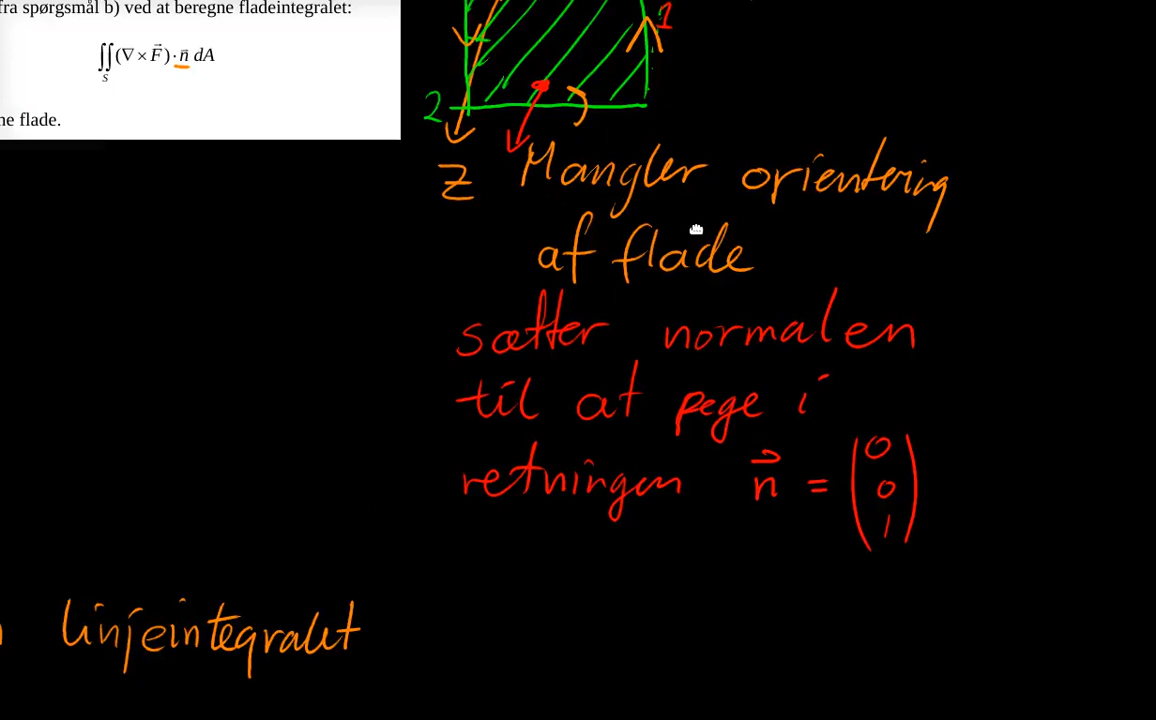 fra spørgsmål b) ved at beregne fladeintegralet:
∬(∇ × F⃗) · n⃗ dA
S
ne flade.
1
2
z
Mangler orientering
af flade
sætter normalen
til at pege i
retningen n⃗ = (0 0 1)
linjeintegralet